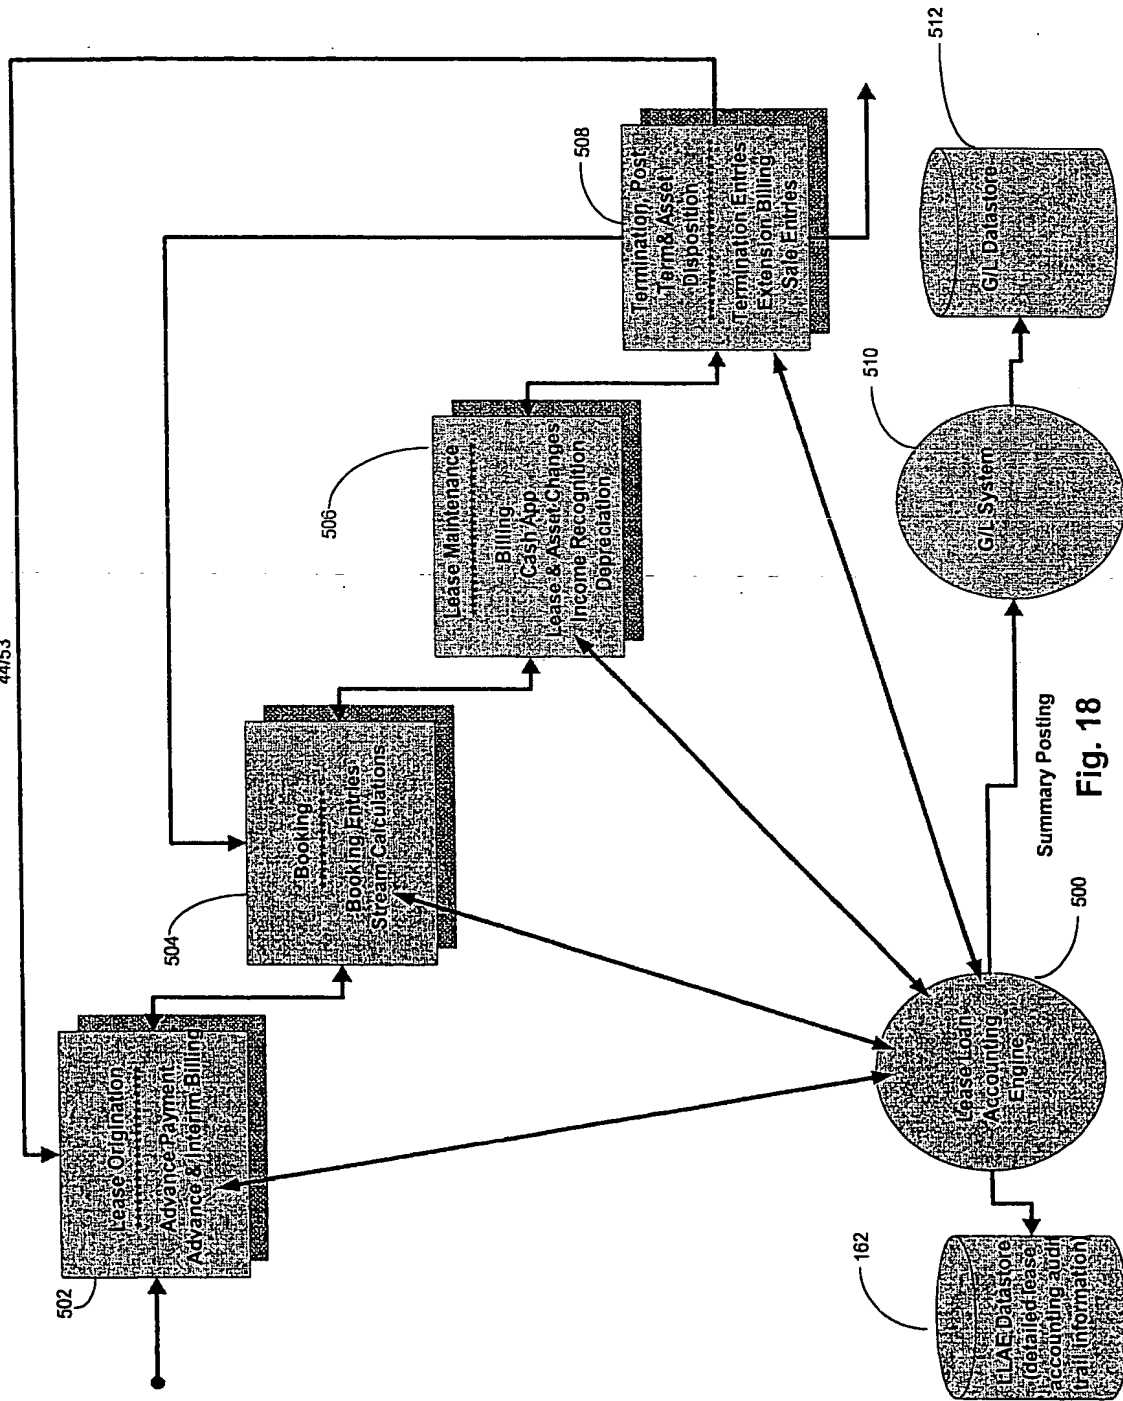 44/53
502
Lease Origination
Advance Payment
Advance & Interim Billing
504
Booking
Booking Entries
Stream Calculations
506
Lease Maintenance
Billing
Cash App
Lease & Asset Changes
Income Recognition
Depreciation
508
Termination, Post
Term& Asset
Disposition
Termination Entries
Extension Billing
Sale Entries
162
ELAE Datastore
(detailed lease
accounting audit
trail information)
Lease Loan
Accounting
Engine
500
Summary Posting
510
G/L System
512
G/L Datastore
Fig. 18